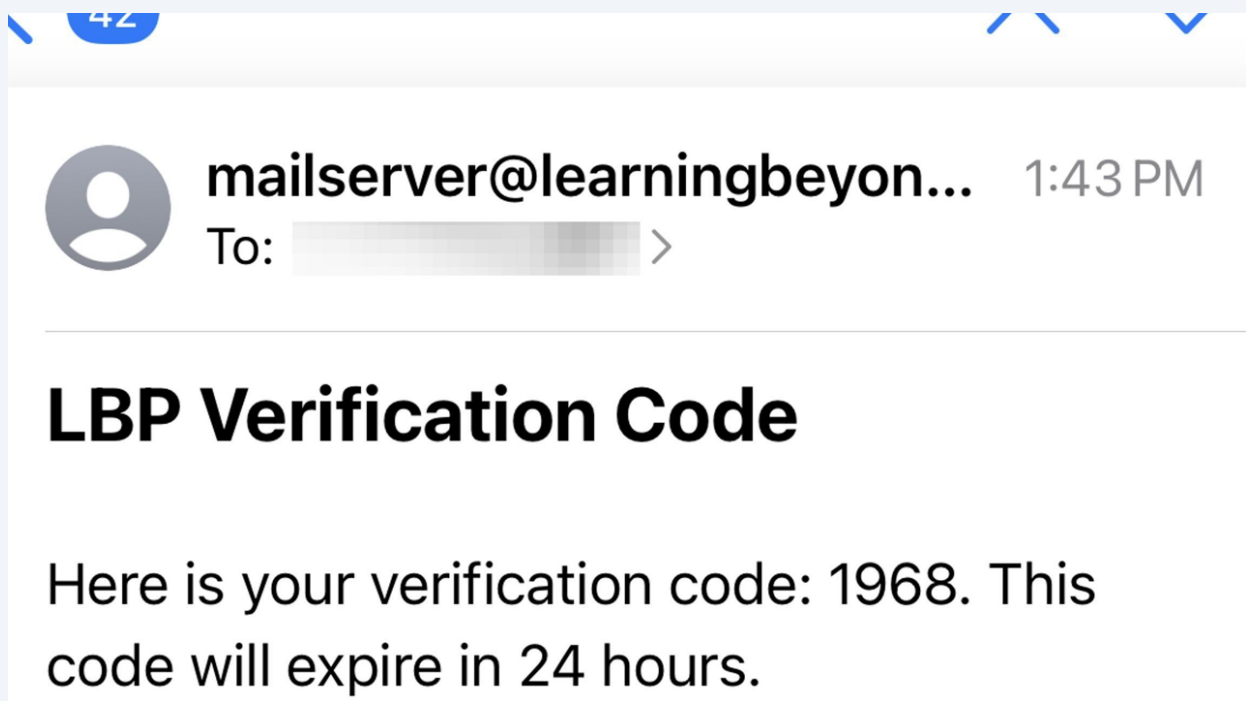 42
mailserver@learningbeyon...
1:43 PM
To:
LBP Verification Code
Here is your verification code: 1968. This
code will expire in 24 hours.